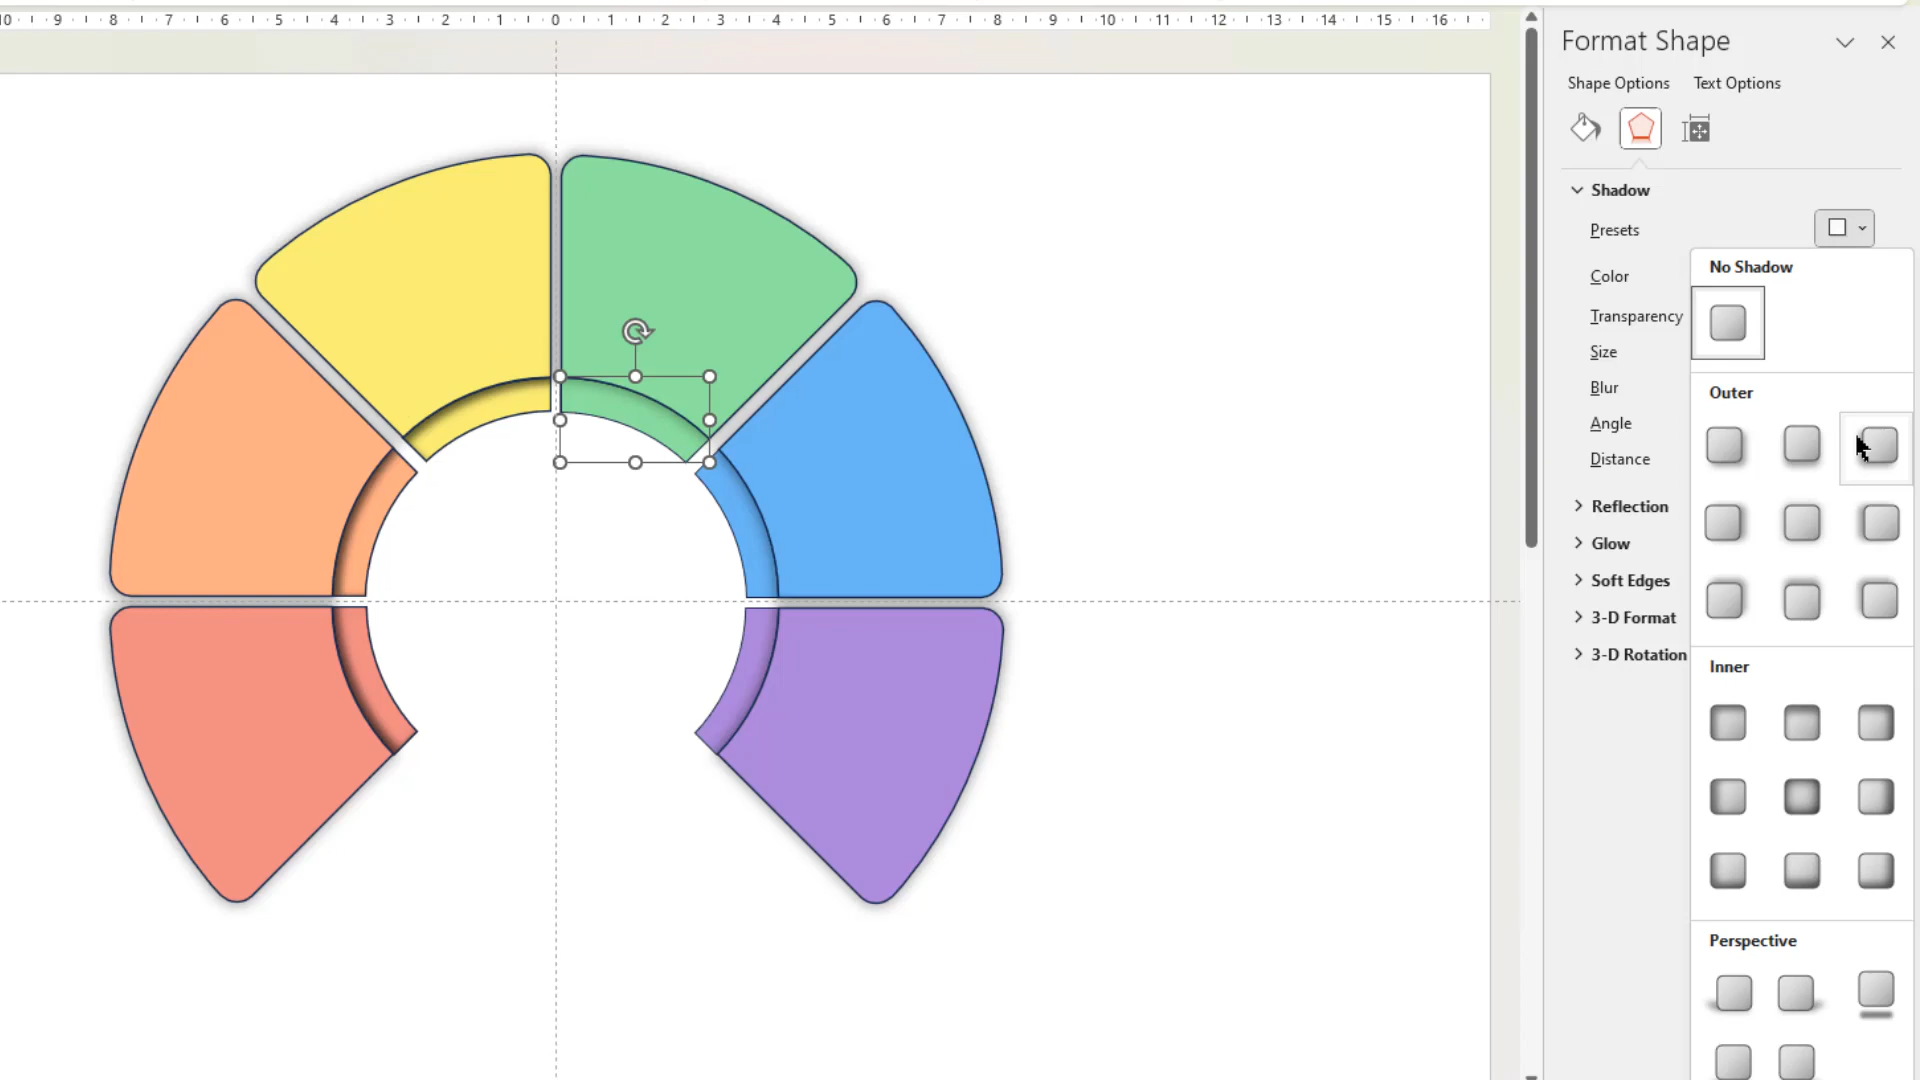 10 9 8 7 6 5 4 3 2 1 0 1 2 3 4 5 6 7 8 9 10 11 12 13 14 15 16
Format Shape
Shape Options Text Options
Shadow
Presets
No Shadow
Color
Transparency
Size
Outer
Blur
Angle
Distance
Reflection
Glow
Soft Edges
3-D Format
3-D Rotation
Inner
Perspective